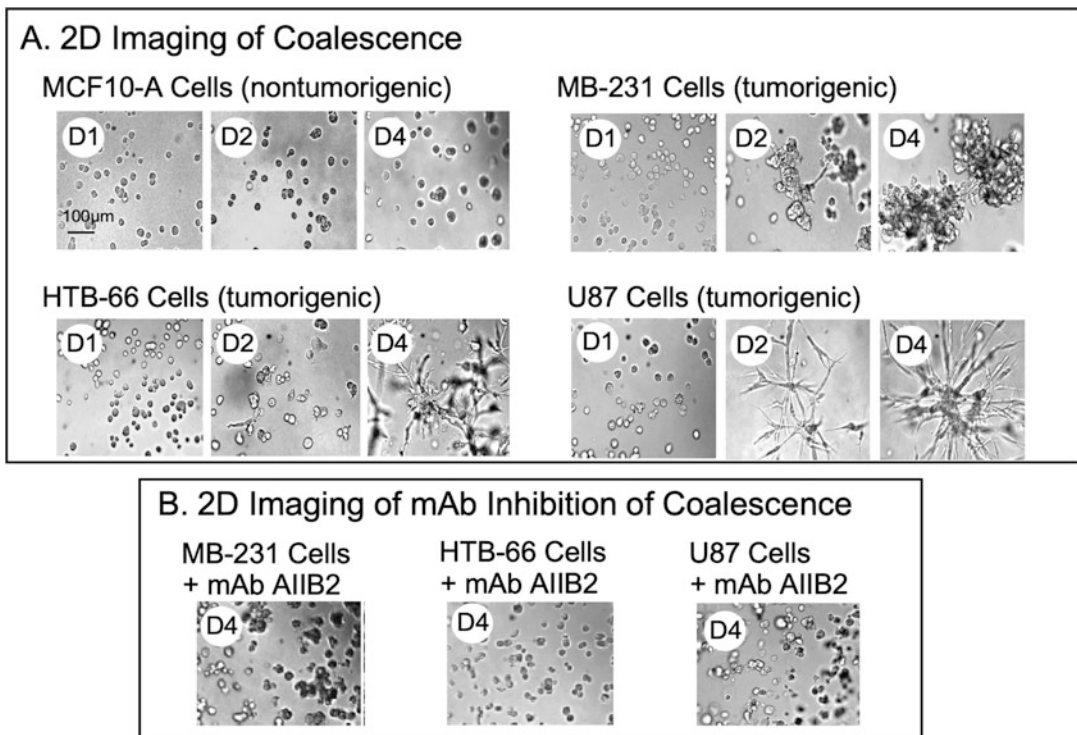 A. 2D Imaging of Coalescence
MCF10-A Cells (nontumorigenic)
D1
D2
D4
100µm
MB-231 Cells (tumorigenic)
D1
D2
D4
HTB-66 Cells (tumorigenic)
D1
D2
D4
U87 Cells (tumorigenic)
D1
D2
D4
B. 2D Imaging of mAb Inhibition of Coalescence
MB-231 Cells
+ mAb AIIB2
D4
HTB-66 Cells
+ mAb AIIB2
D4
U87 Cells
+ mAb AIIB2
D4